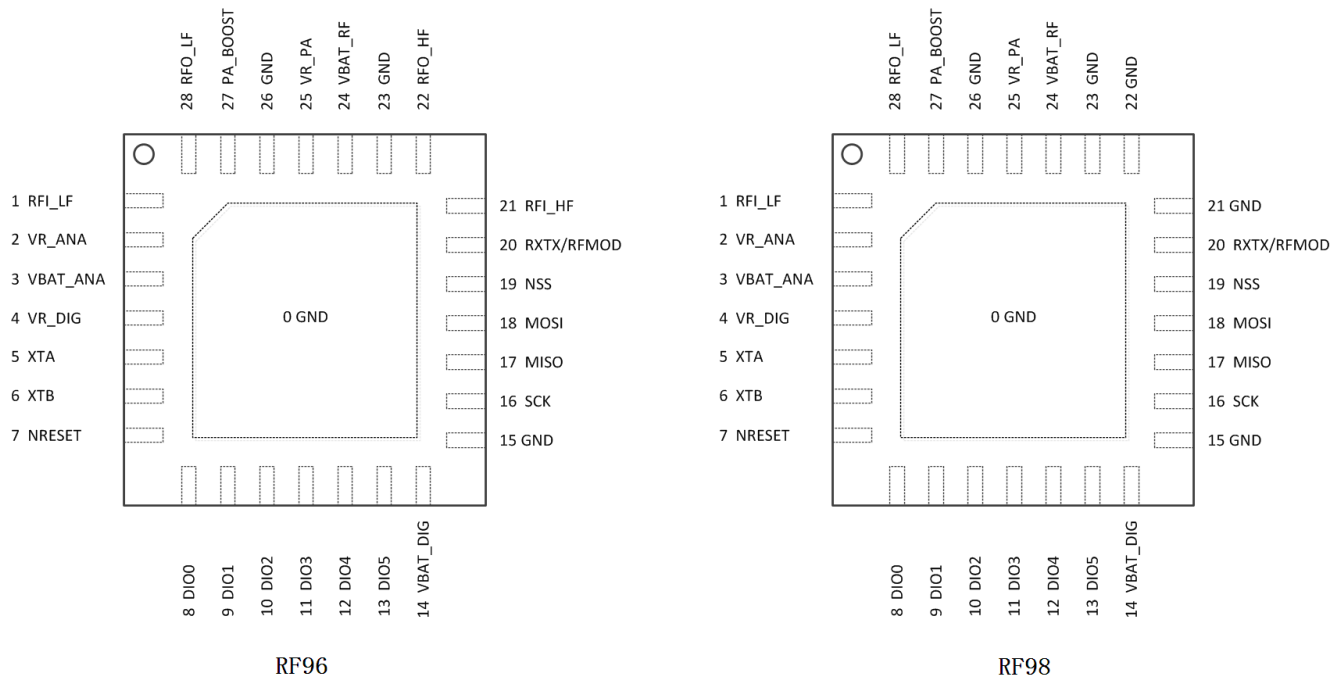 28 RFO_LF
27 PA_BOOST
26 GND
25 VR_PA
24 VBAT_RF
23 GND
22 RFO_HF
1 RFI_LF
2 VR_ANA
3 VBAT_ANA
4 VR_DIG
5 XTA
6 XTB
7 NRESET
0 GND
21 RFI_HF
20 RXTX/RFMOD
19 NSS
18 MOSI
17 MISO
16 SCK
15 GND
8 DIO0
9 DIO1
10 DIO2
11 DIO3
12 DIO4
13 DIO5
14 VBAT_DIG
RF96
28 RFO_LF
27 PA_BOOST
26 GND
25 VR_PA
24 VBAT_RF
23 GND
22 GND
1 RFI_LF
2 VR_ANA
3 VBAT_ANA
4 VR_DIG
5 XTA
6 XTB
7 NRESET
0 GND
21 GND
20 RXTX/RFMOD
19 NSS
18 MOSI
17 MISO
16 SCK
15 GND
8 DIO0
9 DIO1
10 DIO2
11 DIO3
12 DIO4
13 DIO5
14 VBAT_DIG
RF98